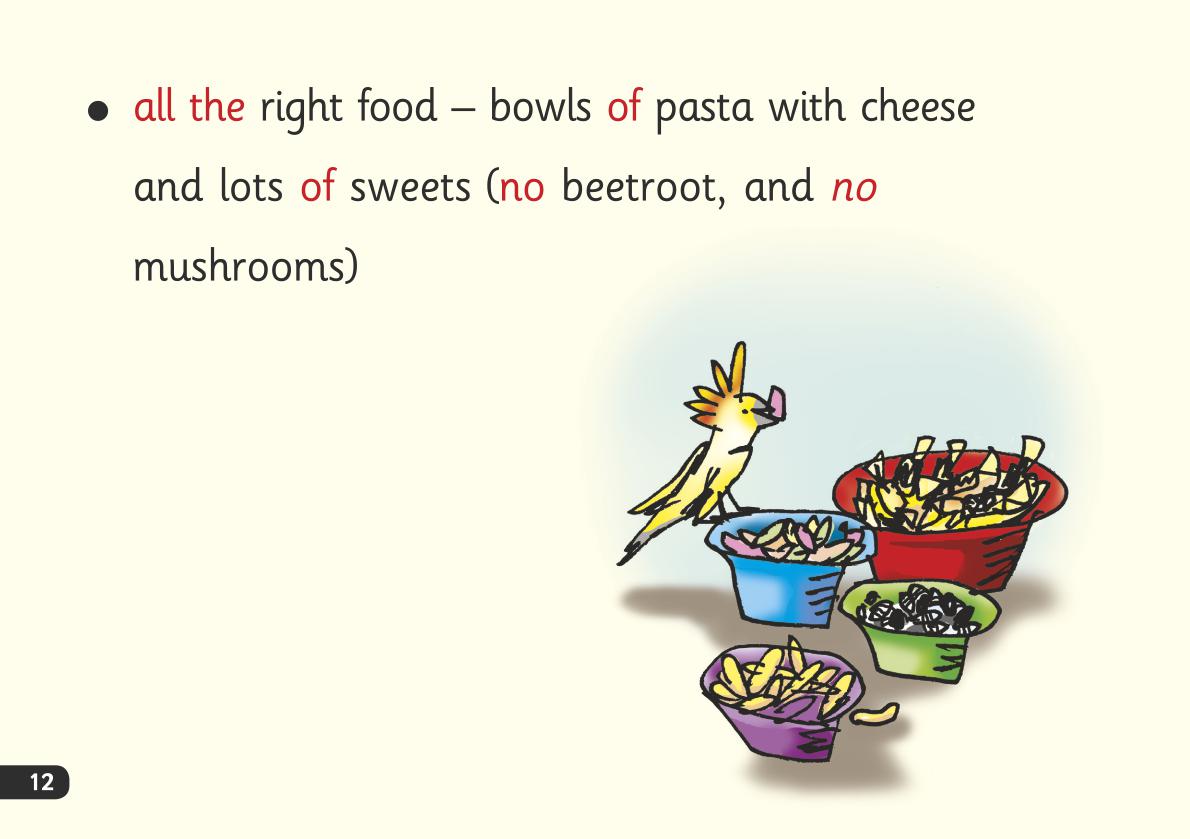 ● all the right food – bowls of pasta with cheese
and lots of sweets (no beetroot, and no
mushrooms)
12